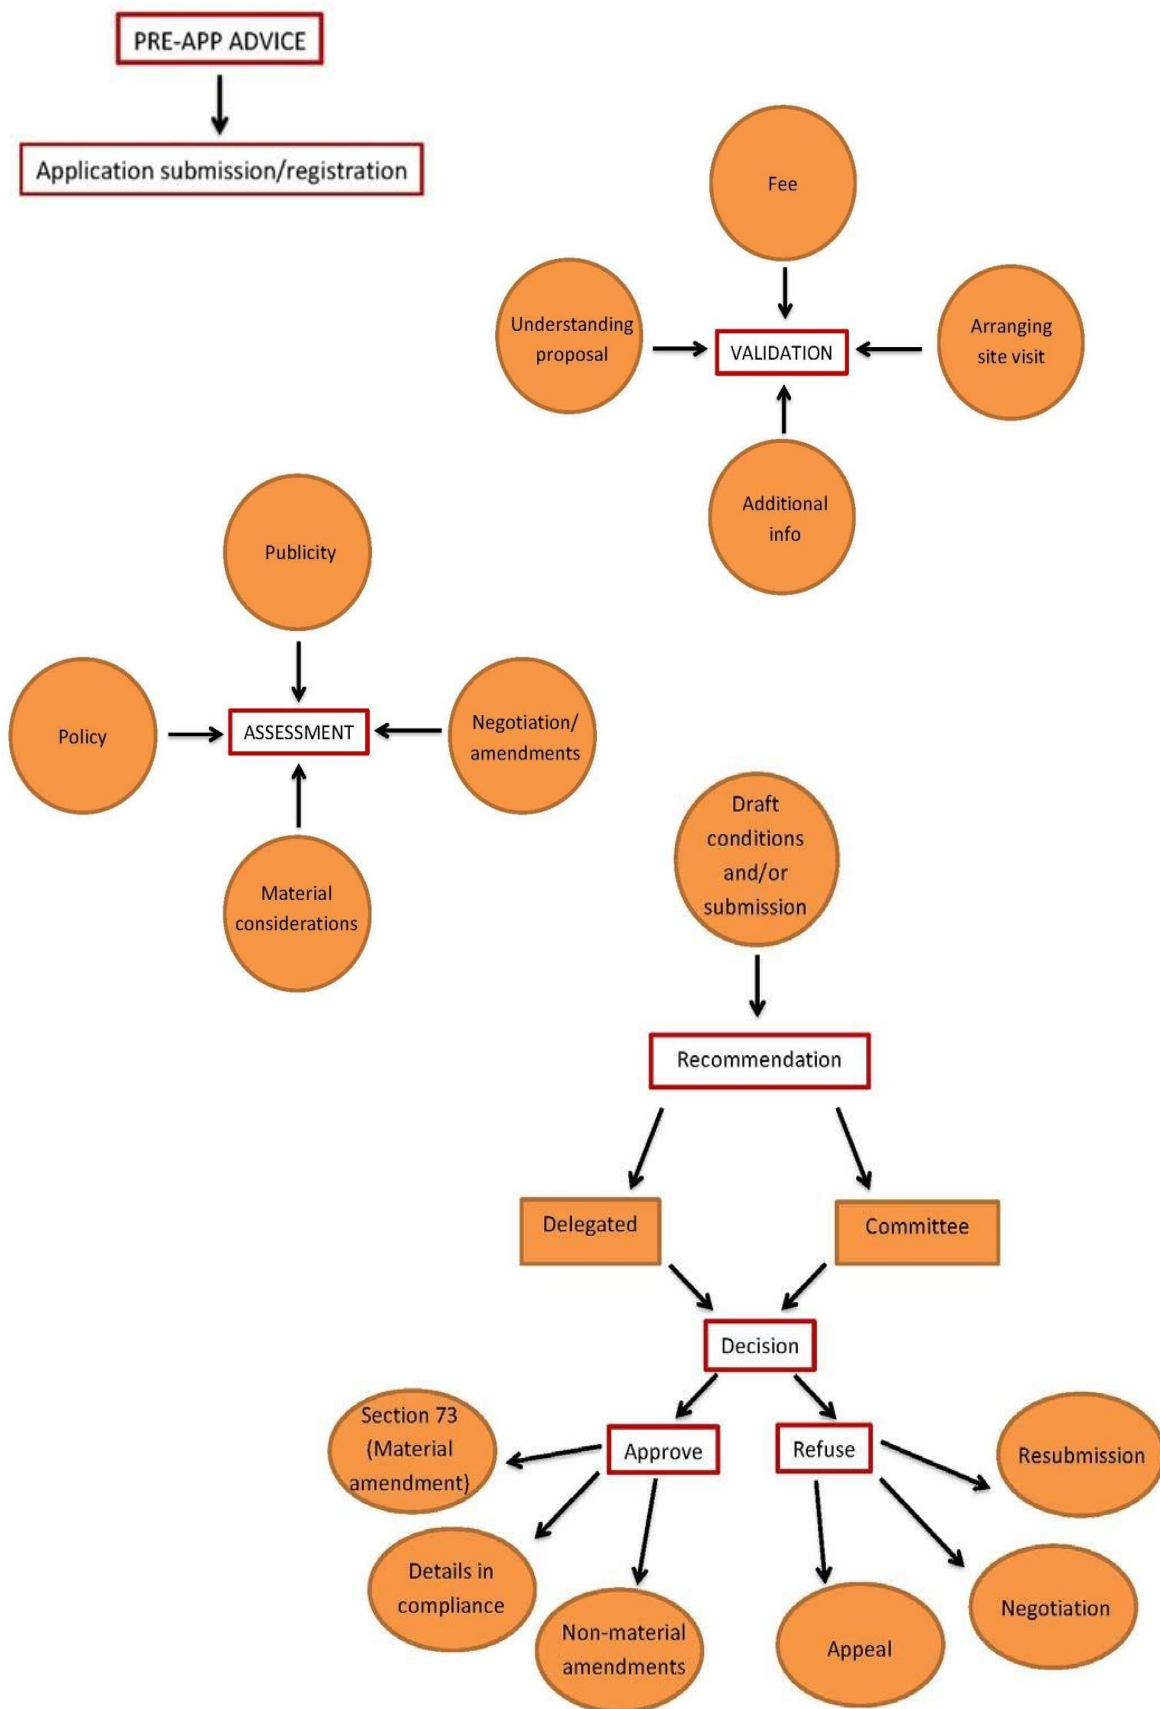 PRE-APP ADVICE
Application submission/registration
Fee
Understanding
proposal
VALIDATION
Arranging
site visit
Additional
info
Publicity
Policy
ASSESSMENT
Negotiation/
amendments
Material
considerations
Draft
conditions
and/or
submission
Recommendation
Delegated
Committee
Decision
Section 73
(Material
amendment)
Approve
Refuse
Resubmission
Details in
compliance
Non-material
amendments
Appeal
Negotiation